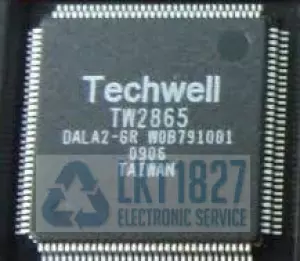 Techwell
TW2865
DALA2-GR W0B791001
0906
TAIWAN
LKT1827
ELECTRONIC SERVICE